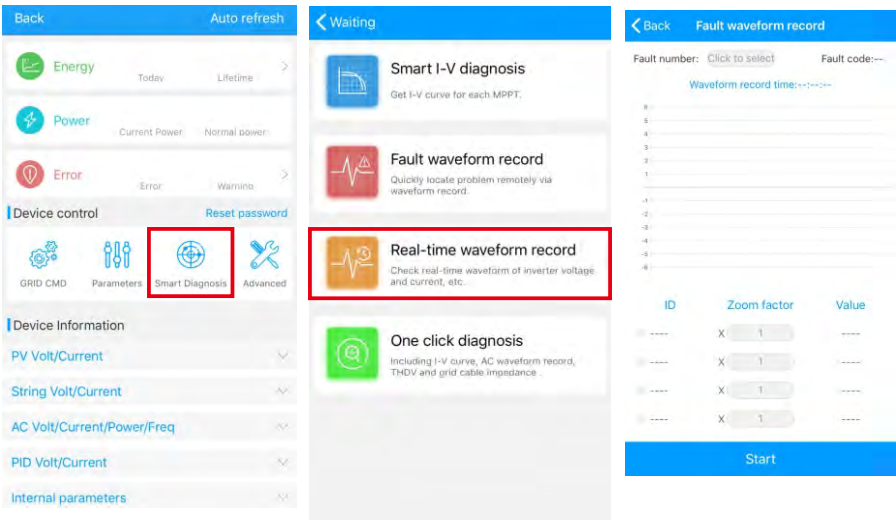 Back Auto refresh
Energy
Today Lifetime
Power
Current Power Normal power
Error
Error Warning
Device control Reset password
GRID CMD Parameters Smart Diagnosis Advanced
Device Information
PV Volt/Current
String Volt/Current
AC Volt/Current/Power/Freq
PID Volt/Current
Internal parameters
Waiting
Smart I-V diagnosis
Get I-V curve for each MPPT.
Fault waveform record
Quickly locate problem remotely via
waveform record.
Real-time waveform record
Check real-time waveform of inverter voltage
and current, etc.
One click diagnosis
Including I-V curve, AC waveform record,
THDV and grid cable impedance .
Back Fault waveform record
Fault number: Click to select Fault code:--
Waveform record time:--:--:--
6
5
4
3
2
1
-1
-2
-3
-4
-5
-6
ID Zoom factor Value
---- X 1 ----
---- X 1 ----
---- X 1 ----
---- X 1 ----
Start